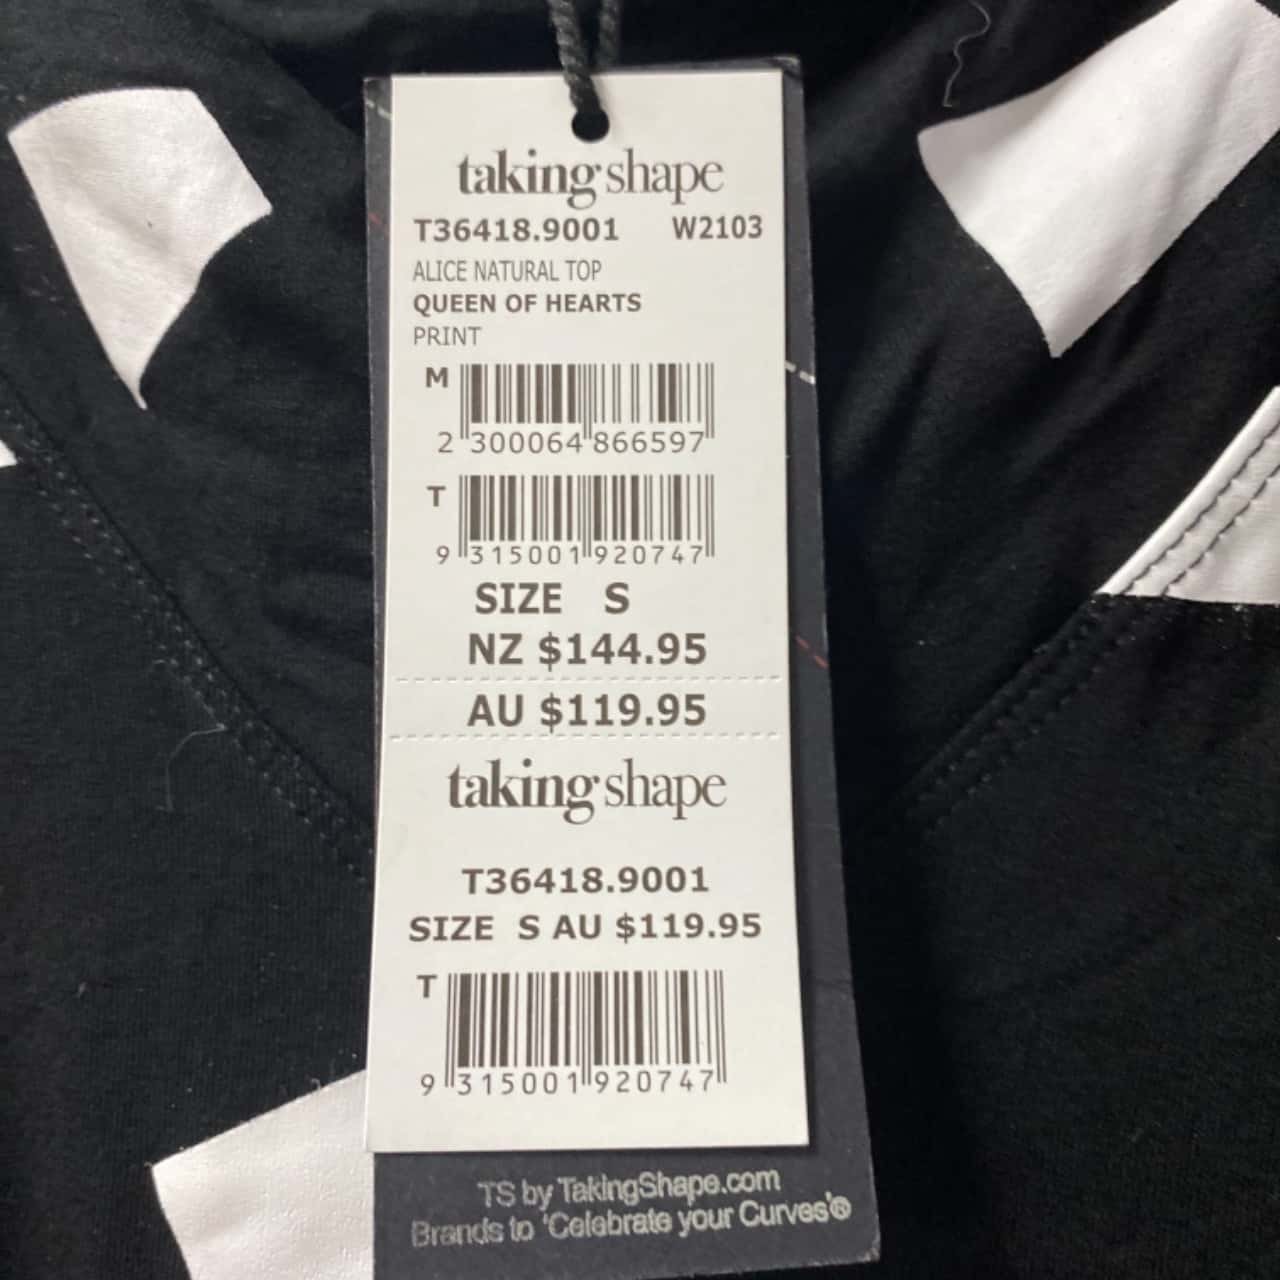 taking shape
T36418.9001 W2103
ALICE NATURAL TOP
QUEEN OF HEARTS
PRINT
M
2 300064 866597
T
9 315001 920747
SIZE S
NZ $144.95
AU $119.95
taking shape
T36418.9001
SIZE S AU $119.95
T
9 315001 920747
TS by TakingShape.com
Brands to 'Celebrate your Curves'®